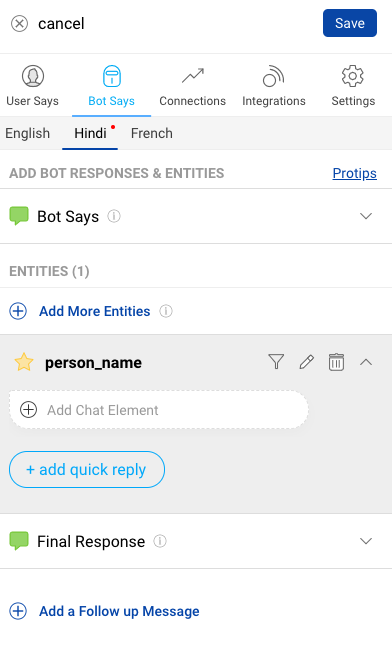 cancel
Save
User Says
Bot Says
Connections
Integrations
Settings
English
Hindi
French
ADD BOT RESPONSES & ENTITIES
Protips
Bot Says
ENTITIES (1)
Add More Entities
person_name
Add Chat Element
+ add quick reply
Final Response
Add a Follow up Message